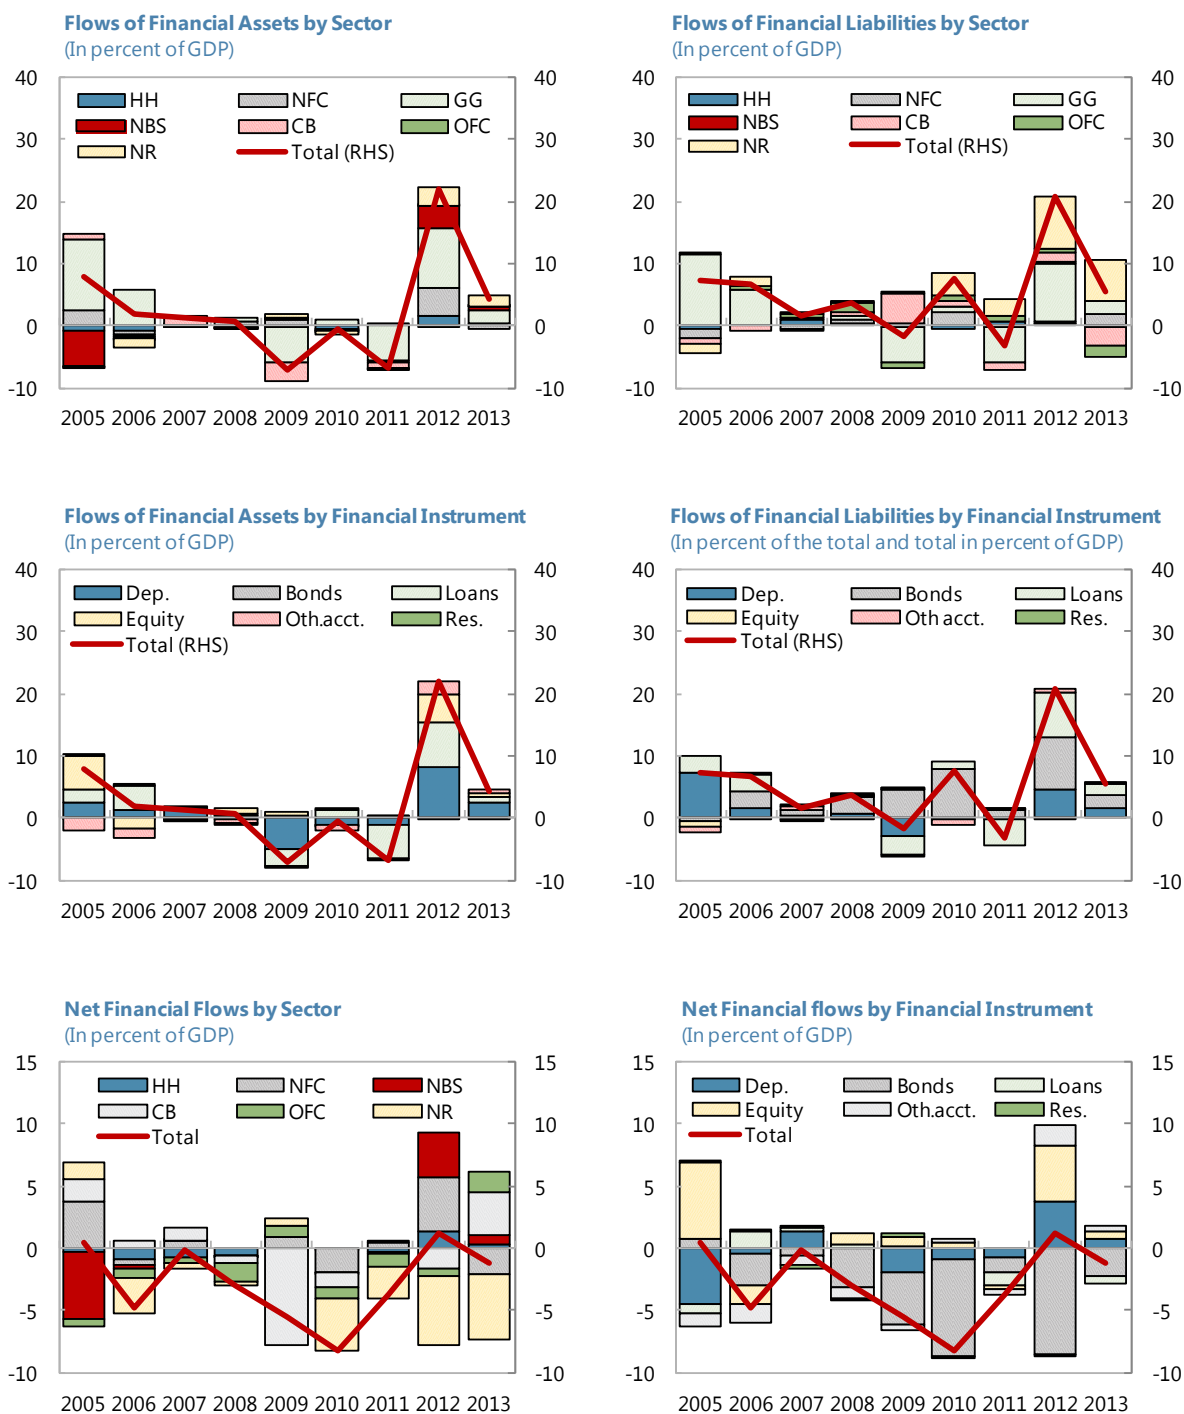 Flows of Financial Assets by Sector
(In percent of GDP)
40 40
HH NFC GG
NBS CB OFC
NR Total (RHS)
30 30
20 20
10 10
0 0
-10 -10
2005 2006 2007 2008 2009 2010 2011 2012 2013
Flows of Financial Liabilities by Sector
(In percent of GDP)
40 40
HH NFC GG
NBS CB OFC
NR Total (RHS)
30 30
20 20
10 10
0 0
-10 -10
2005 2006 2007 2008 2009 2010 2011 2012 2013
Flows of Financial Assets by Financial Instrument
(In percent of GDP)
40 40
Dep. Bonds Loans
Equity Oth.acct. Res.
Total (RHS)
30 30
20 20
10 10
0 0
-10 -10
2005 2006 2007 2008 2009 2010 2011 2012 2013
Flows of Financial Liabilities by Financial Instrument
(In percent of the total and total in percent of GDP)
40 40
Dep. Bonds Loans
Equity Oth acct. Res.
Total (RHS)
30 30
20 20
10 10
0 0
-10 -10
2005 2006 2007 2008 2009 2010 2011 2012 2013
Net Financial Flows by Sector
(In percent of GDP)
15 15
HH NFC NBS
CB OFC NR
Total
10 10
5 5
0 0
-5 -5
-10 -10
2005 2006 2007 2008 2009 2010 2011 2012 2013
Net Financial flows by Financial Instrument
(In percent of GDP)
15 15
Dep. Bonds Loans
Equity Oth.acct. Res.
Total
10 10
5 5
0 0
-5 -5
-10 -10
2005 2006 2007 2008 2009 2010 2011 2012 2013